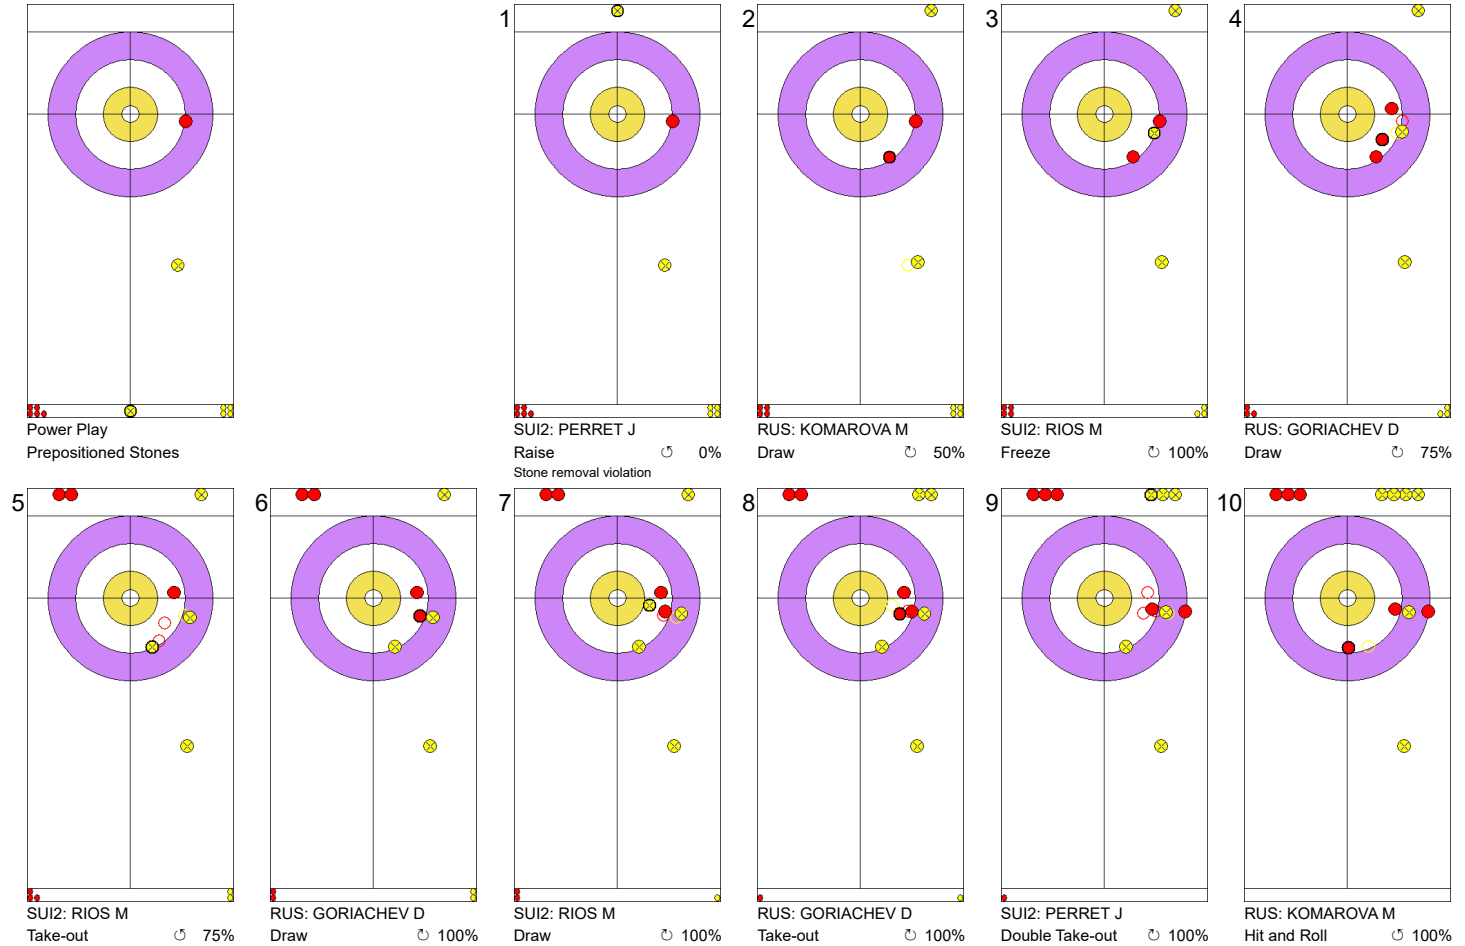 Power Play
Prepositioned Stones
1
SUI2: PERRET J
Raise ↺ 0%
Stone removal violation
2
RUS: KOMAROVA M
Draw ↻ 50%
3
SUI2: RIOS M
Freeze ↻ 100%
4
RUS: GORIACHEV D
Draw ↻ 75%
5
SUI2: RIOS M
Take-out ↺ 75%
6
RUS: GORIACHEV D
Draw ↻ 100%
7
SUI2: RIOS M
Draw ↻ 100%
8
RUS: GORIACHEV D
Take-out ↻ 100%
9
SUI2: PERRET J
Double Take-out ↻ 100%
10
RUS: KOMAROVA M
Hit and Roll ↺ 100%